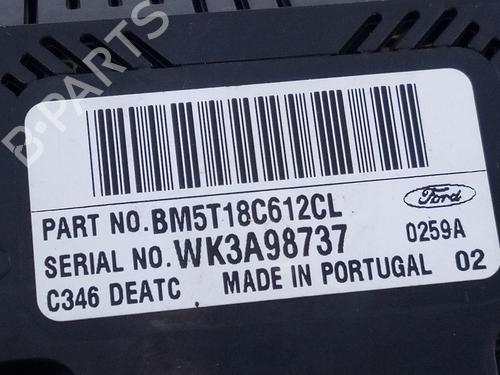 B-PARTS
PART NO. BM5T18C612CL
Ford
SERIAL NO. WK3A98737
0259A
C346 DEATC MADE IN PORTUGAL 02